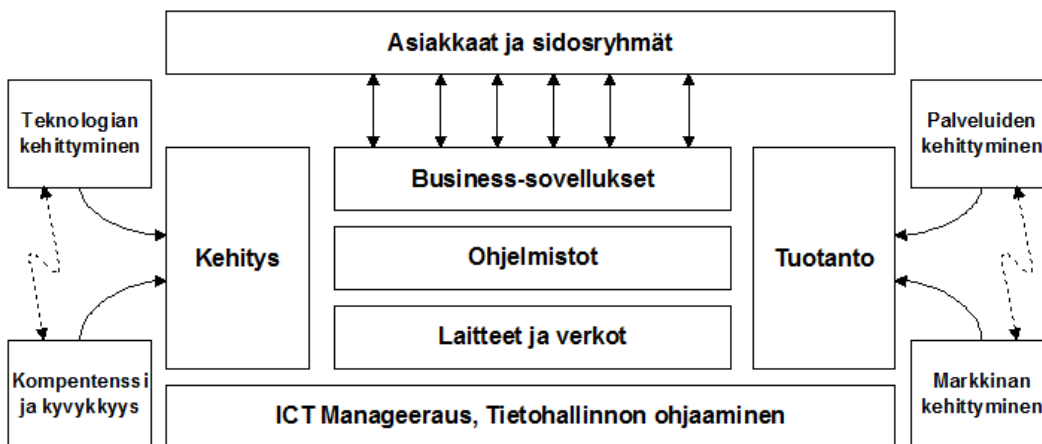 Asiakkaat ja sidosryhmät
Teknologian
kehittyminen
Palveluiden
kehittyminen
Business-sovellukset
Kehitys
Ohjelmistot
Tuotanto
Laitteet ja verkot
Kompentenssi
ja kyvykkyys
Markkinan
kehittyminen
ICT Manageeraus, Tietohallinnon ohjaaminen